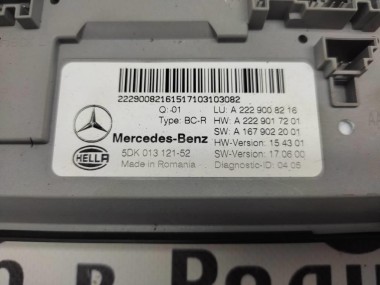 22290082161517103103082
Q :01
Type: BC-R
LU: A 222 900 82 16
HW: A 222 901 72 01
SW: A 167 902 20 01
HW-Version: 15 43 01
SW-Version: 17 06 00
Diagnostic-ID: 04 05
Mercedes-Benz
HELLA
5DK 013 121-52
Made in Romania